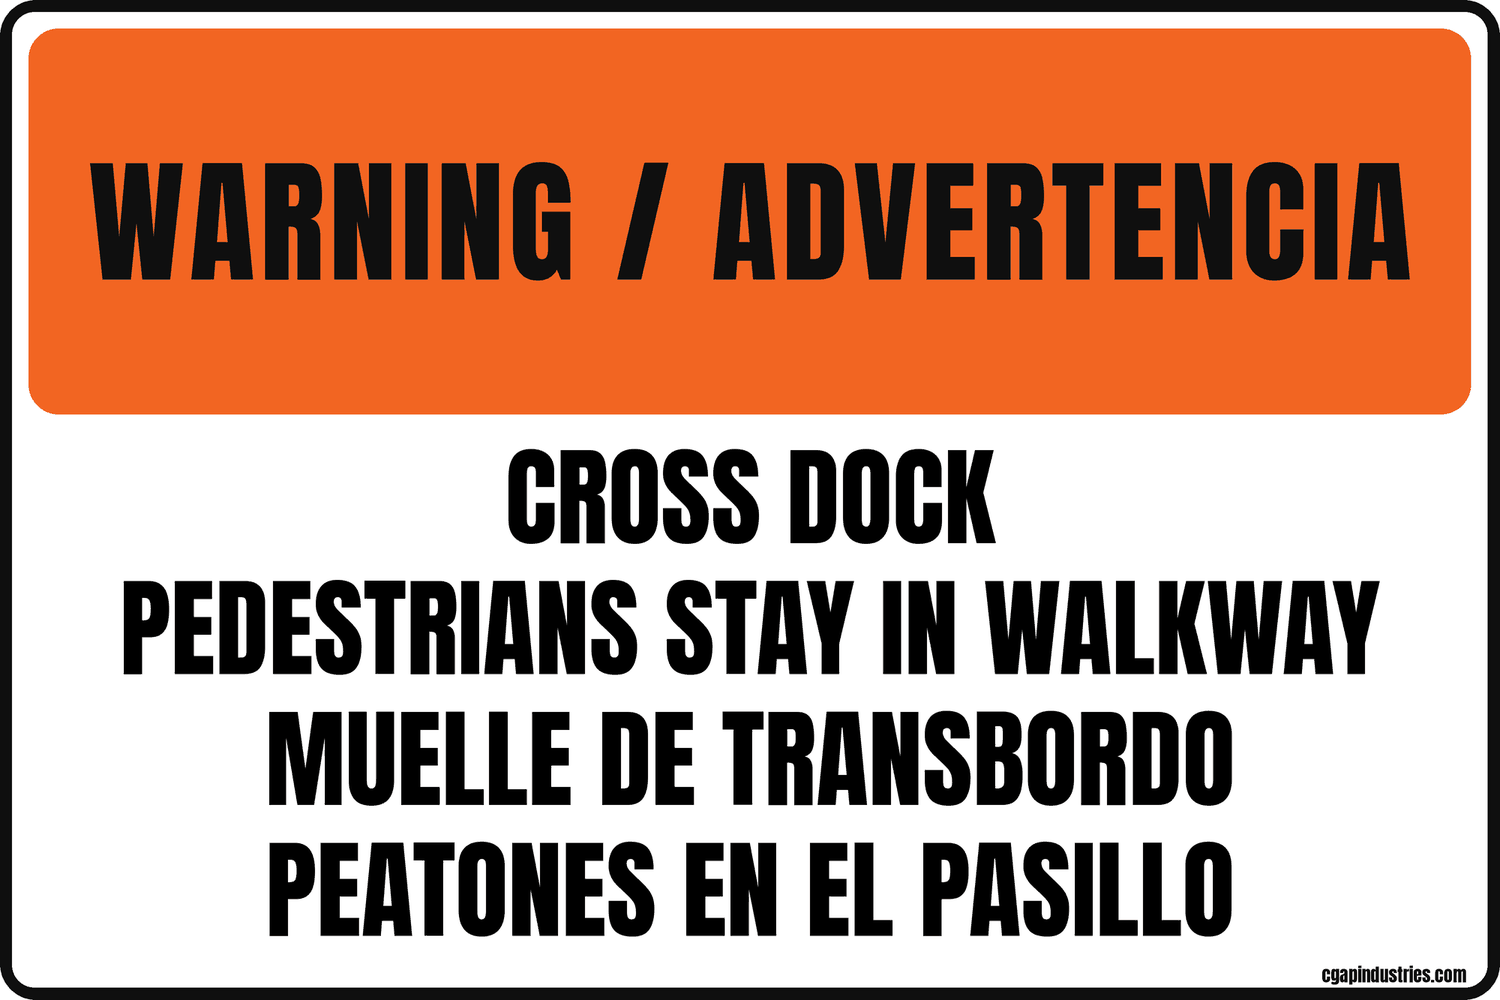 WARNING / ADVERTENCIA
CROSS DOCK
PEDESTRIANS STAY IN WALKWAY
MUELLE DE TRANSBORDO
PEATONES EN EL PASILLO
cgapindustries.com